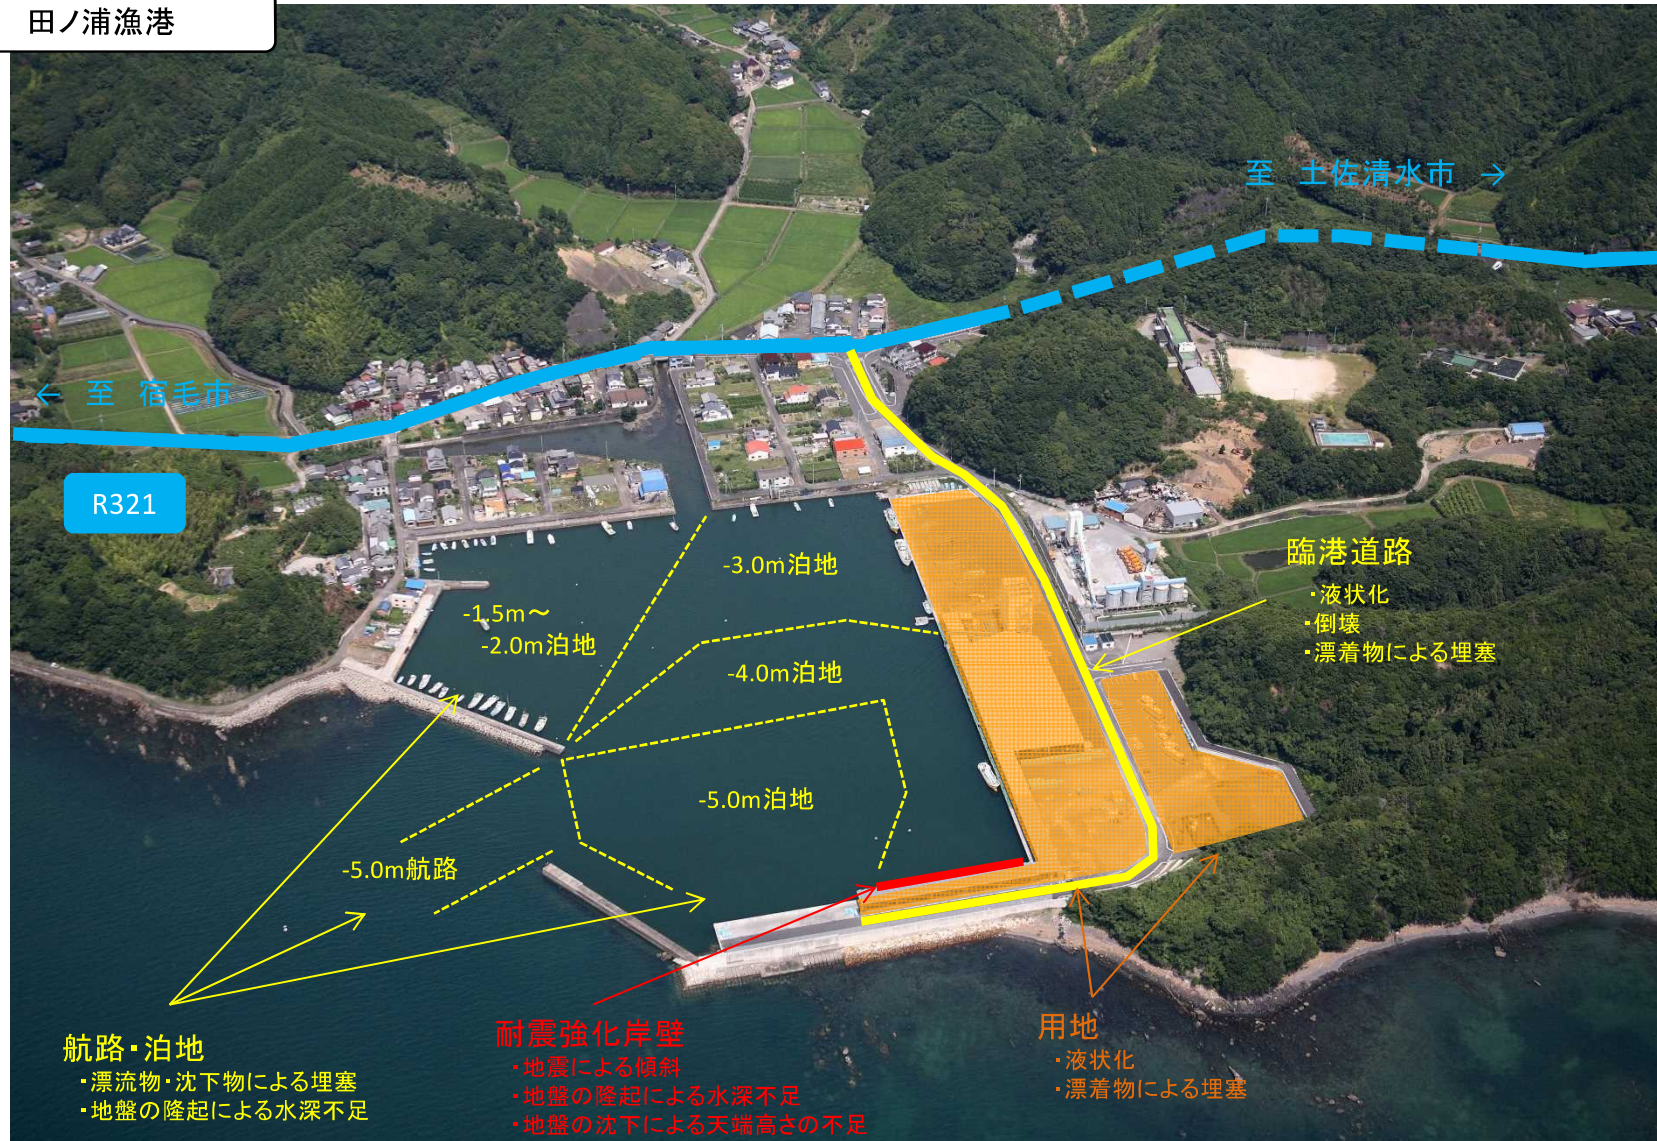 田ノ浦漁港
至 土佐清水市 →
← 至 宿毛市
R321
-3.0m泊地
-1.5m～
-2.0m泊地
-4.0m泊地
-5.0m泊地
-5.0m航路
臨港道路
・液状化
・倒壊
・漂着物による埋塞
航路・泊地
・漂流物・沈下物による埋塞
・地盤の隆起による水深不足
耐震強化岸壁
・地震による傾斜
・地盤の隆起による水深不足
・地盤の沈下による天端高さの不足
用地
・液状化
・漂着物による埋塞